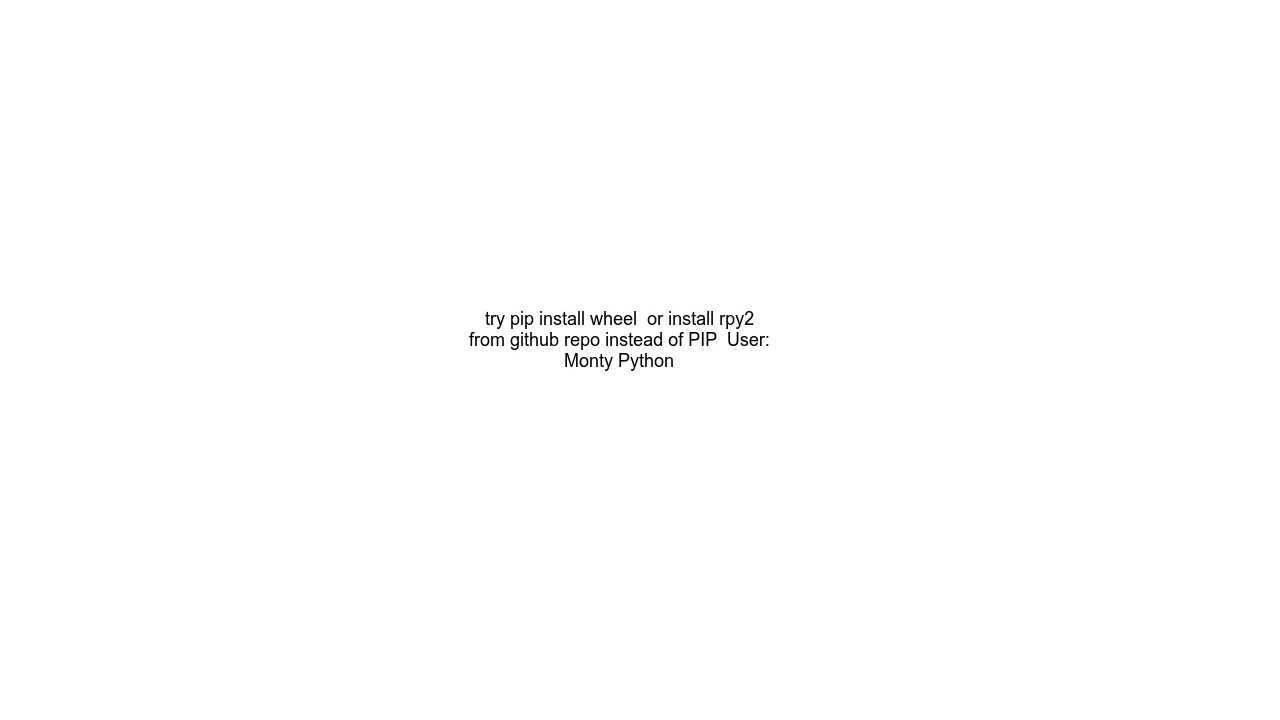 try pip install wheel  or install rpy2
from github repo instead of PIP  User:
Monty Python